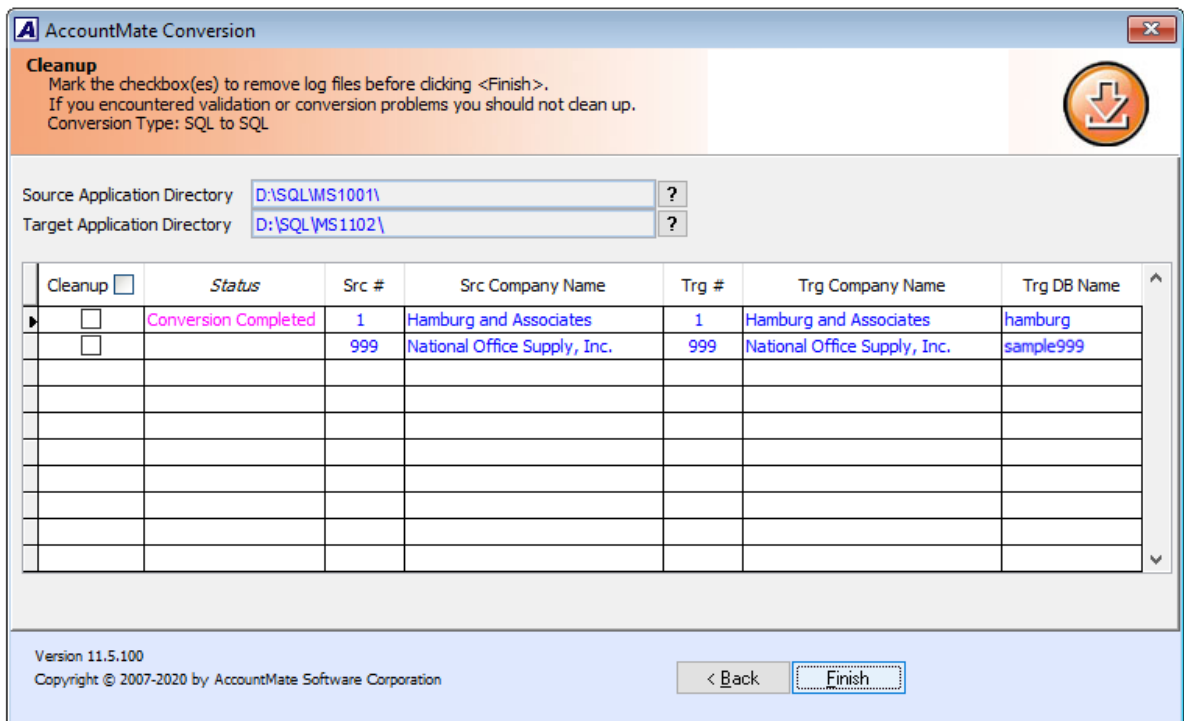 AccountMate Conversion
Cleanup
Mark the checkbox(es) to remove log files before clicking <Finish>.
If you encountered validation or conversion problems you should not clean up.
Conversion Type: SQL to SQL
Source Application Directory D:\SQL\MS1001\ ?
Target Application Directory D:\SQL\MS1102\ ?
Cleanup Status Src # Src Company Name Trg # Trg Company Name Trg DB Name
Conversion Completed 1 Hamburg and Associates 1 Hamburg and Associates hamburg
999 National Office Supply, Inc. 999 National Office Supply, Inc. sample999
Version 11.5.100
Copyright © 2007-2020 by AccountMate Software Corporation
< Back Finish